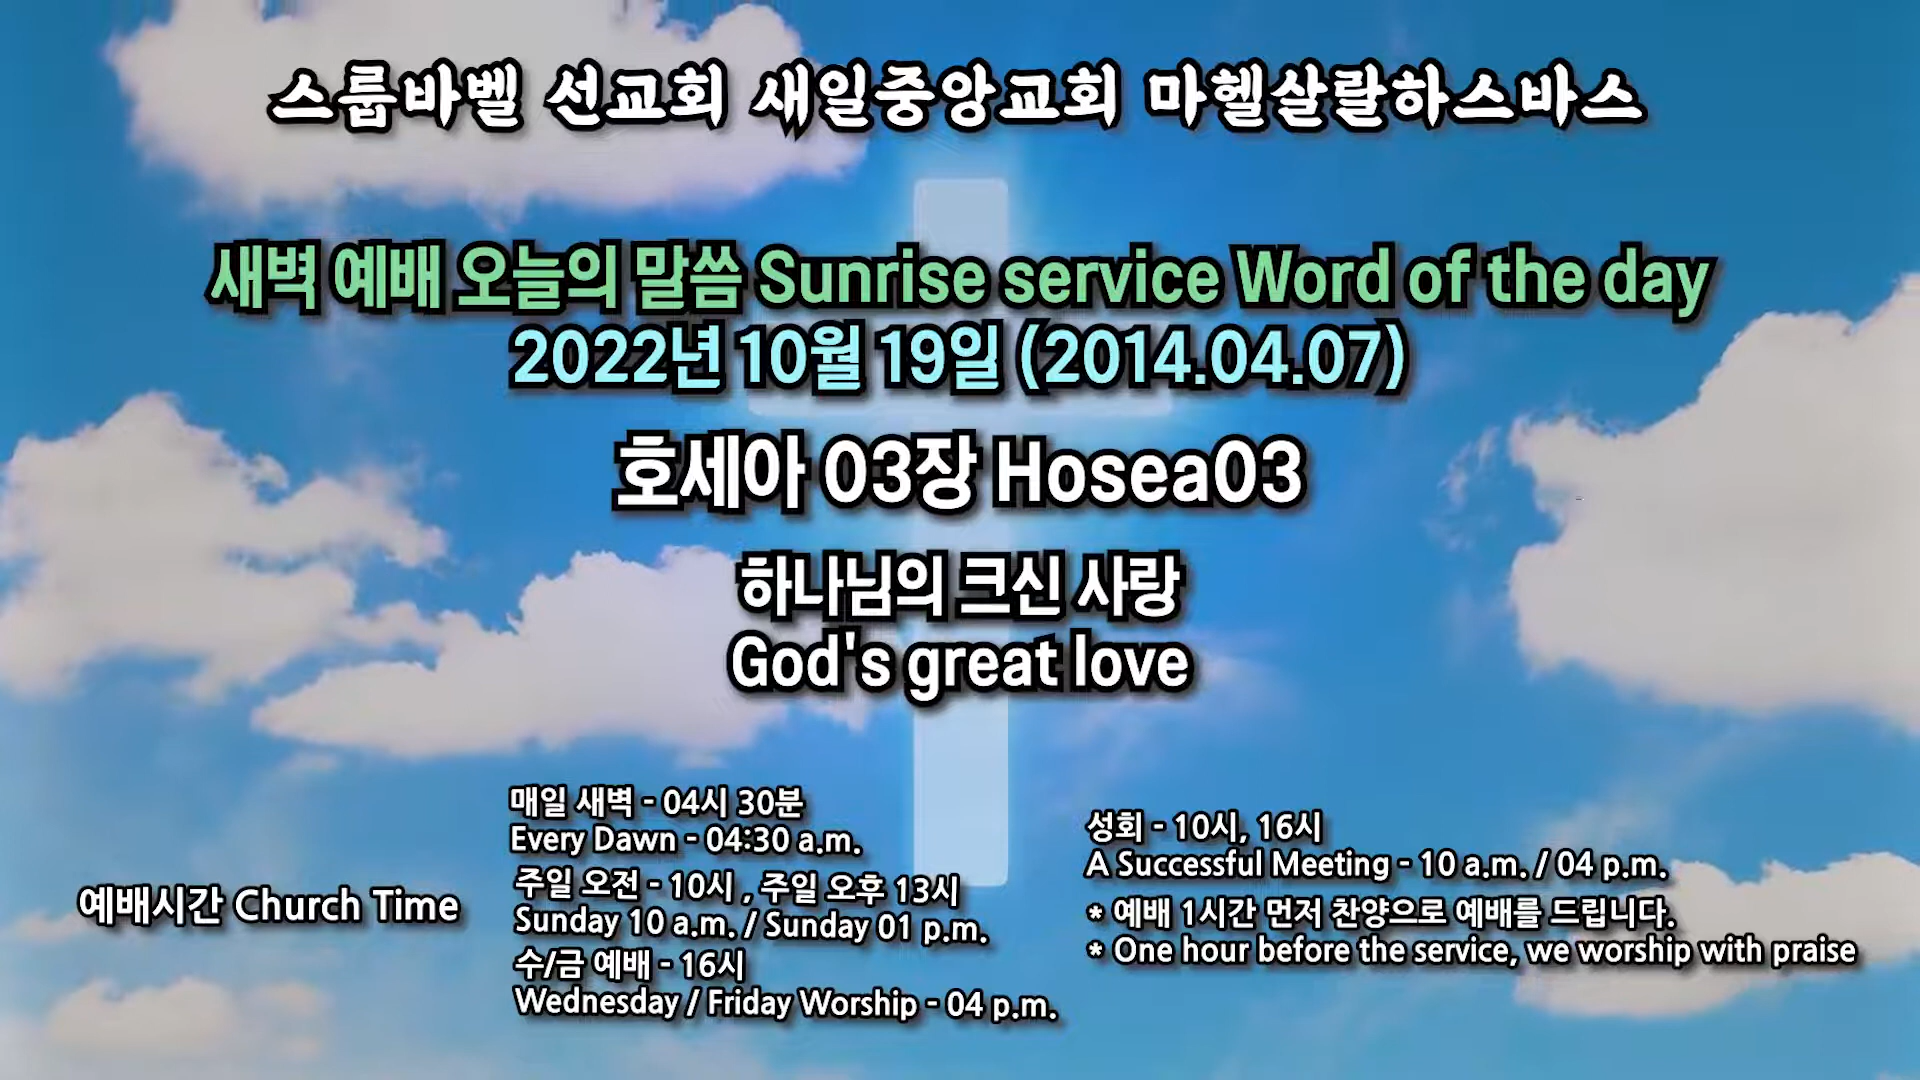 스룹바벨 선교회 새일중앙교회 마헬살랄하스바스
새벽 예배 오늘의 말씀 Sunrise service Word of the day
2022년 10월 19일 (2014.04.07)
호세아 03장 Hosea03
하나님의 크신 사랑
God's great love
예배시간 Church Time
매일 새벽 - 04시 30분
Every Dawn - 04:30 a.m.
주일 오전 - 10시 , 주일 오후 13시
Sunday 10 a.m. / Sunday 01 p.m.
수/금 예배 - 16시
Wednesday / Friday Worship - 04 p.m.
성회 - 10시, 16시
A Successful Meeting - 10 a.m. / 04 p.m.
* 예배 1시간 먼저 찬양으로 예배를 드립니다.
* One hour before the service, we worship with praise